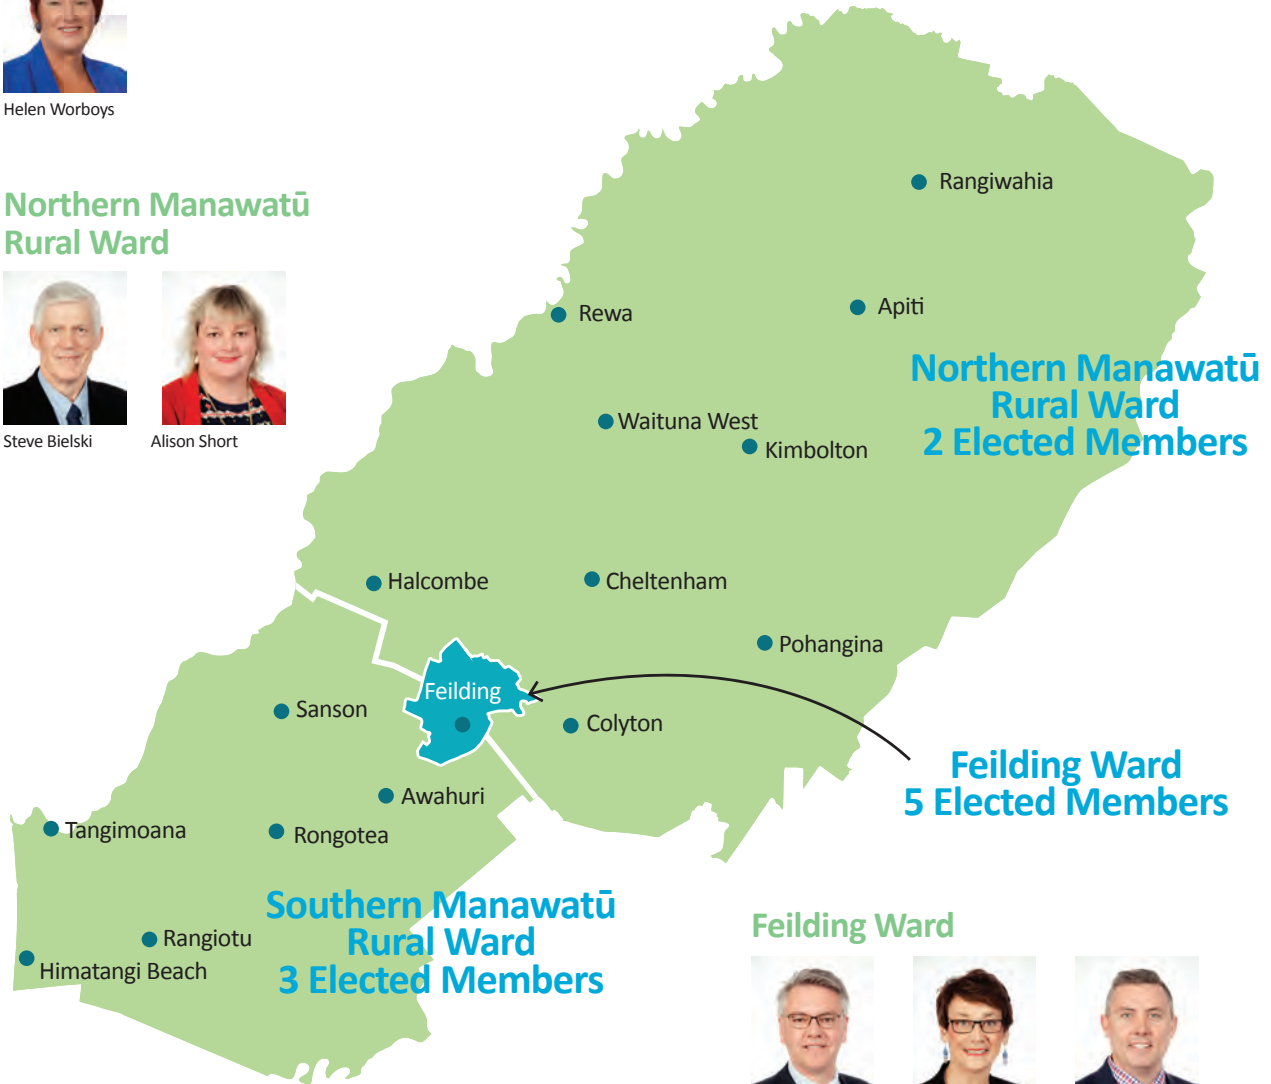 Helen Worboys
Northern Manawatū
Rural Ward
Steve Bielski
Alison Short
Rangiwahia
Rewa
Apiti
Northern Manawatū
Rural Ward
2 Elected Members
Waituna West
Kimbolton
Halcombe
Cheltenham
Pohangina
Feilding
Sanson
Colyton
Feilding Ward
5 Elected Members
Awahuri
Tangimoana
Rongotea
Southern Manawatū
Rural Ward
3 Elected Members
Rangiotu
Himatangi Beach
Feilding Ward